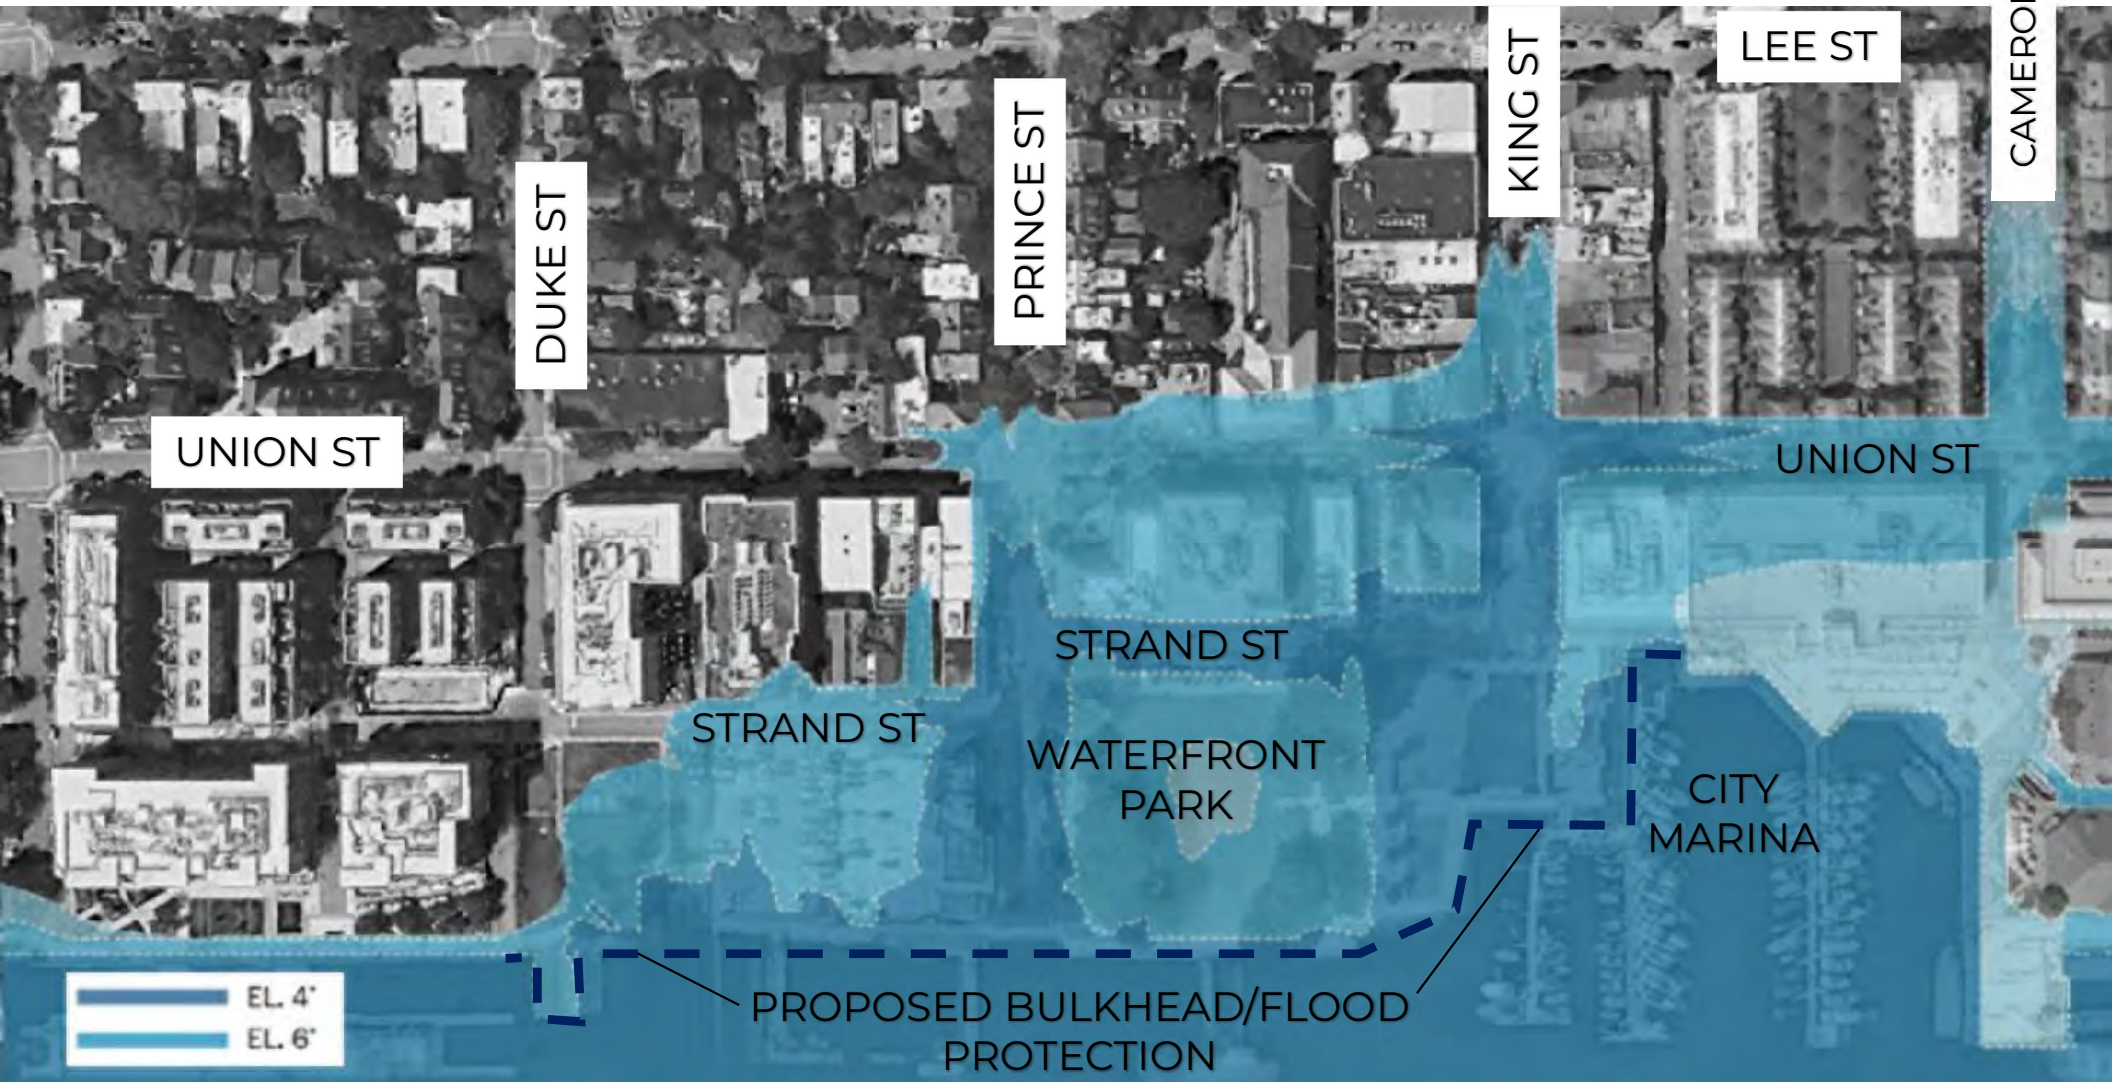 LEE ST
KING ST
CAMERO
PRINCE ST
DUKE ST
UNION ST
UNION ST
STRAND ST
STRAND ST
WATERFRONT
PARK
CITY
MARINA
EL. 4'
EL. 6'
PROPOSED BULKHEAD/FLOOD
PROTECTION